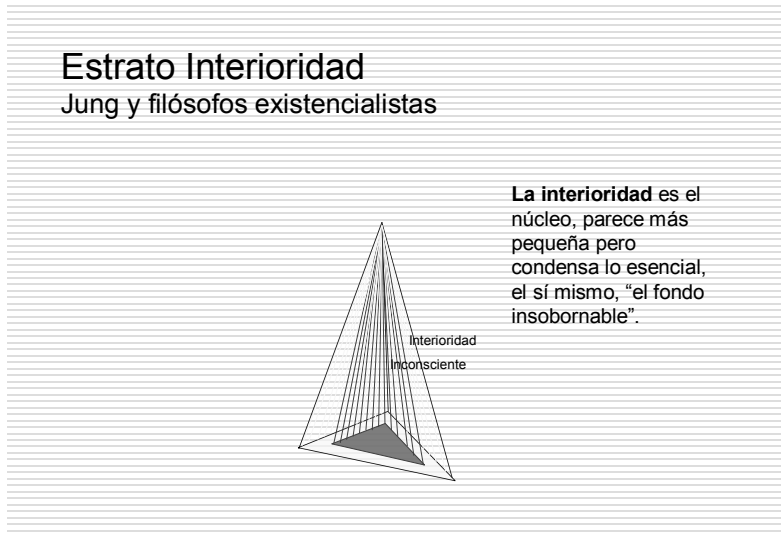 Estrato Interioridad
Jung y filósofos existencialistas
La interioridad es el
núcleo, parece más
pequeña pero
condensa lo esencial,
el sí mismo, “el fondo
insobornable”.
Interioridad
Inconsciente